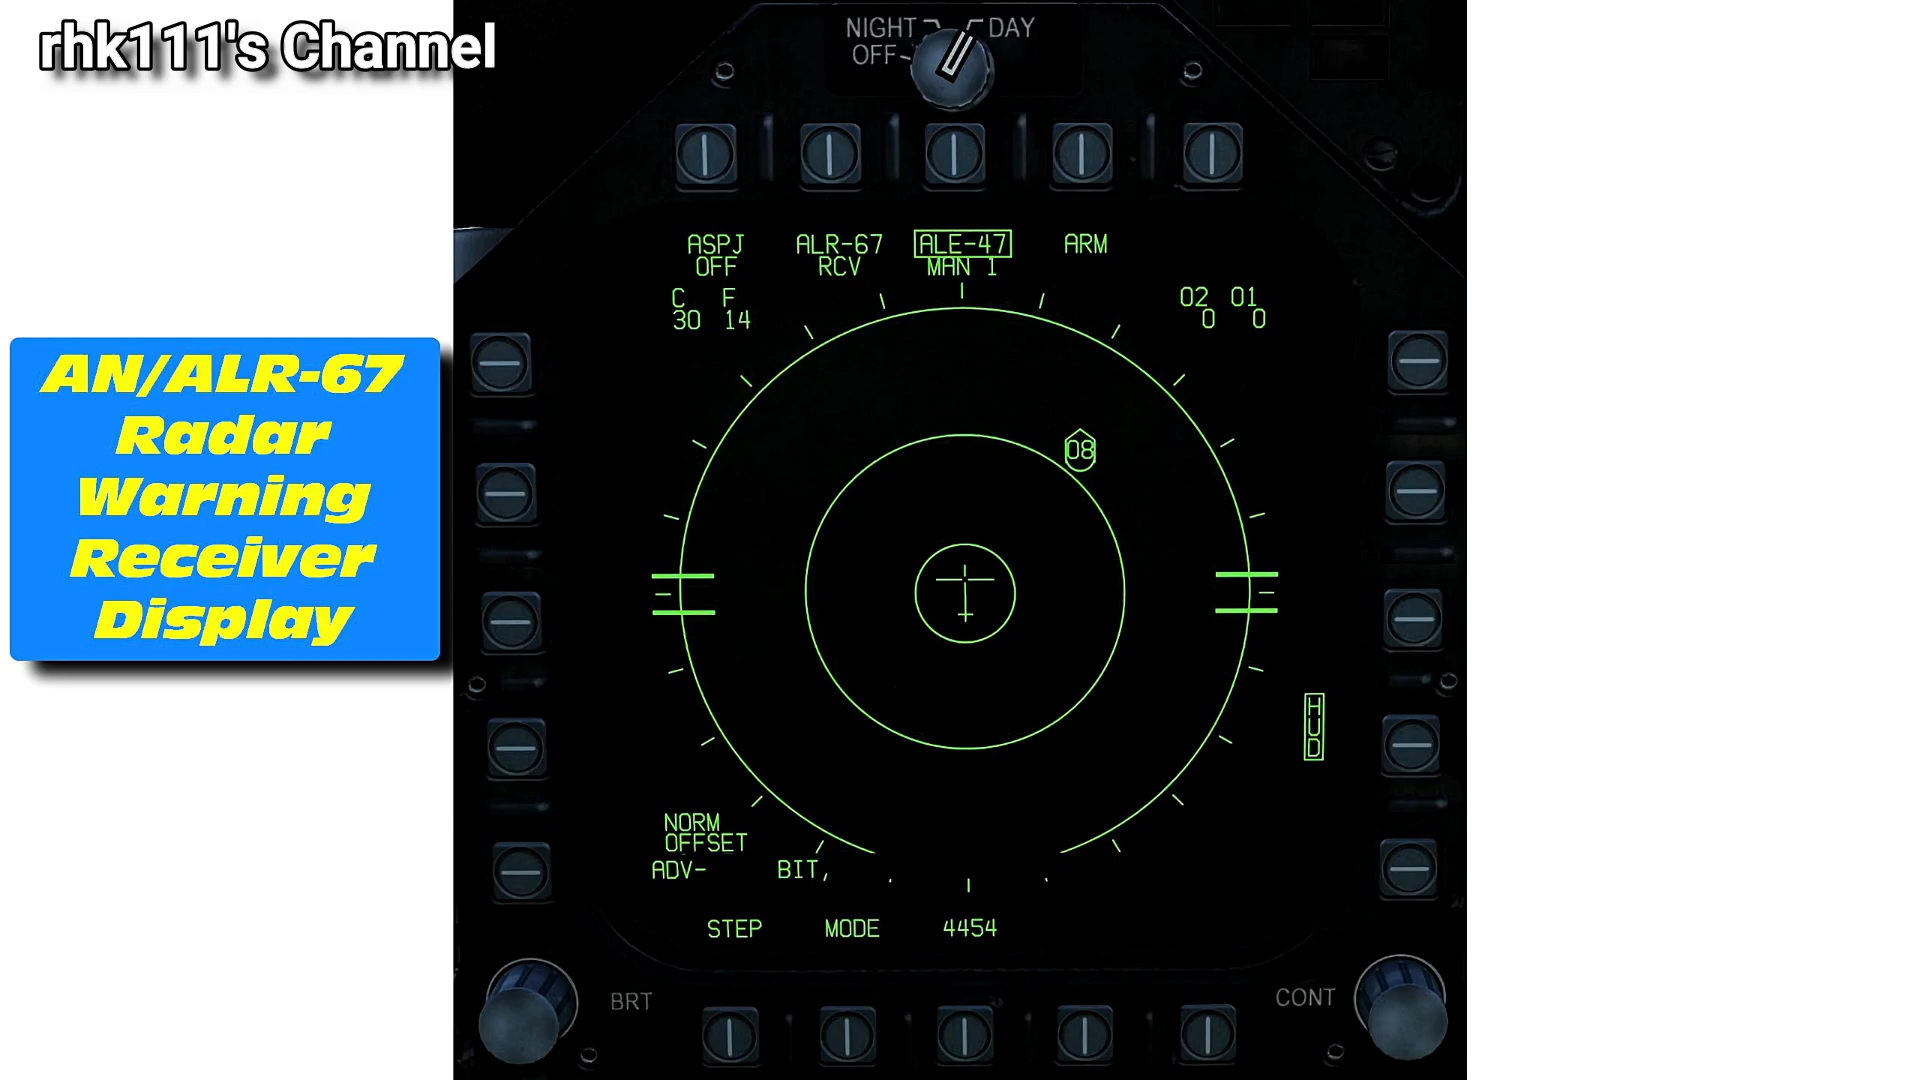 rhk111's Channel
NIGHT DAY
OFF
AN/ALR-67
Radar
Warning
Receiver
Display
ASPJ ALR-67 ALE-47 ARM
OFF RCV MAN 1
C F 02 01
30 14 0 0
08
HUD
NORM
OFFSET
ADV- BIT,
STEP MODE 4454
BRT CONT